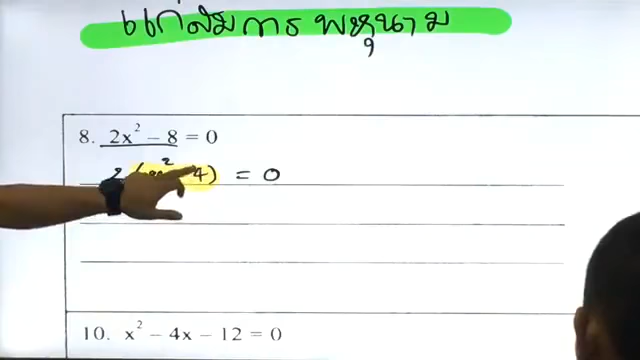 แก้สมการ พหุนาม
8. 2x² − 8 = 0
2 (x² − 4) = 0
10. x² − 4x − 12 = 0